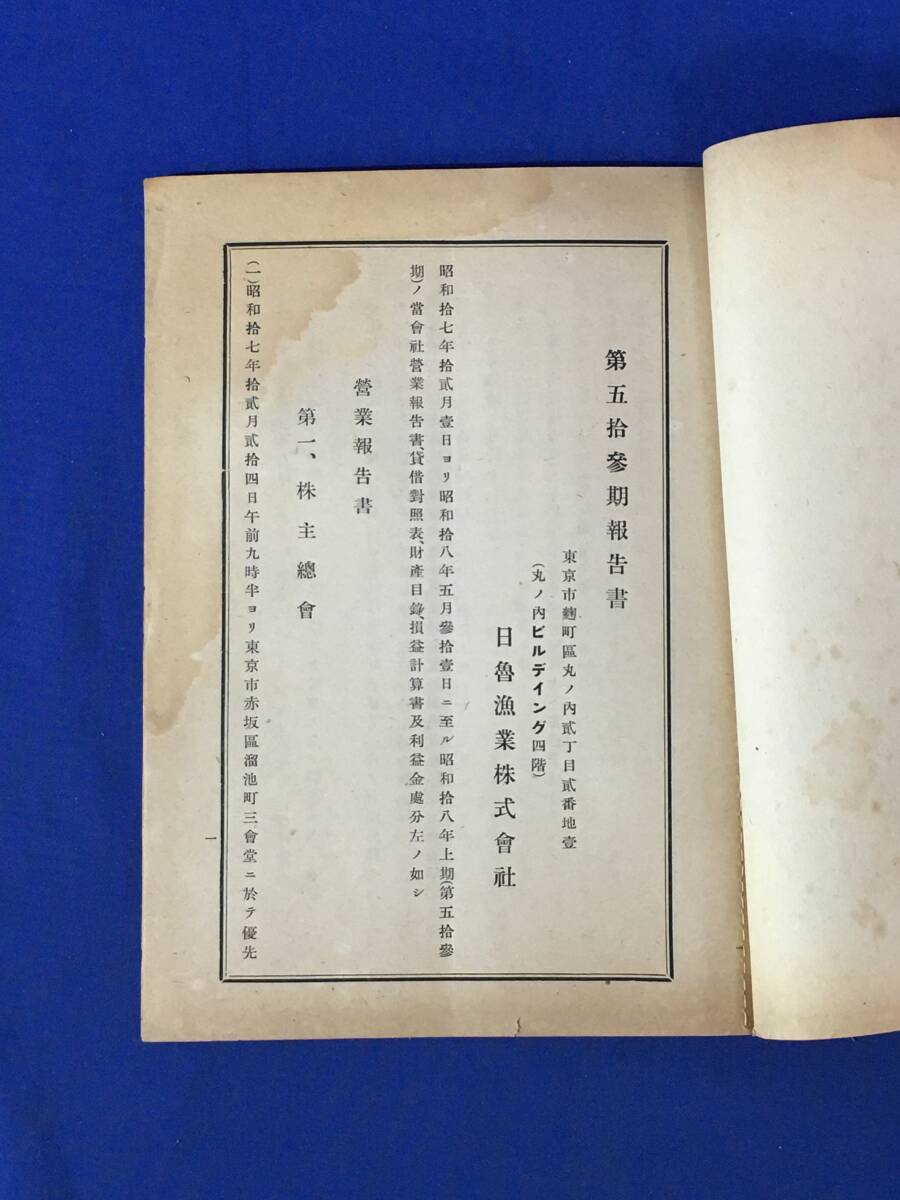 第五拾參期報告書
東京市麴町區丸ノ內貳丁目貳番地壹
(丸ノ內ビルデイング四階)
日魯漁業株式會社
昭和拾七年拾貳月壹日ヨリ昭和拾八年五月參拾壹日ニ至ル昭和拾八年上期(第五拾參
期)ノ當會社營業報告書、貸借對照表、財產目錄、損益計算書及利益金處分左ノ如シ
營業報告書
第一、株主總會
(一)昭和拾七年拾貳月貳拾四日午前九時半ヨリ東京市赤坂區溜池町三會堂ニ於テ優先
一